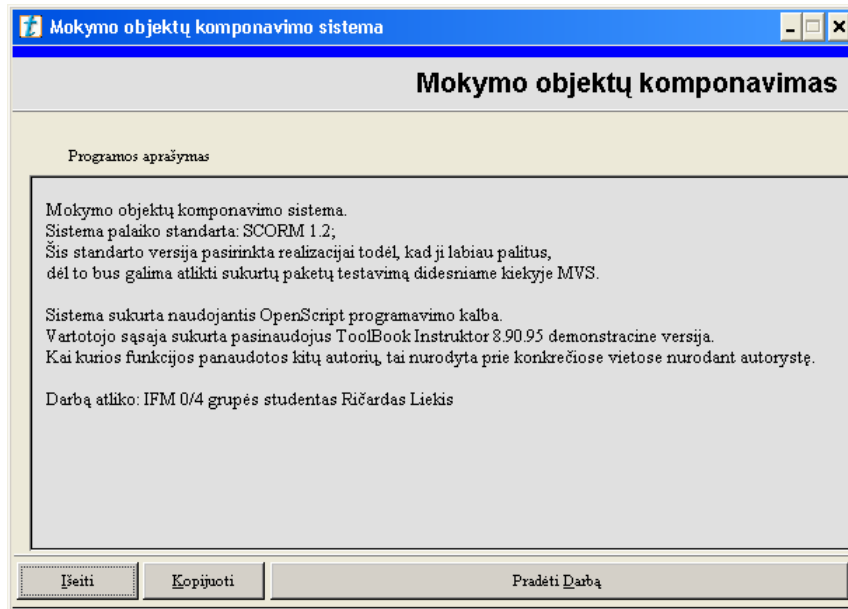 Mokymo objektų komponavimo sistema
Mokymo objektų komponavimas
Programos aprašymas
Mokymo objektų komponavimo sistema.
Sistema palaiko standarta: SCORM 1.2;
Šis standarto versija pasirinkta realizacijai todėl, kad ji labiau palitus,
dėl to bus galima atlikti sukurtų paketų testavimą didesniame kiekyje MVS.
Sistema sukurta naudojantis OpenScript programavimo kalba.
Vartotojo sąsaja sukurta pasinaudojus ToolBook Instruktor 8.90.95 demonstracine versija.
Kai kurios funkcijos panaudotos kitų autorių, tai nurodyta prie konkrečiose vietose nurodant autorystę.
Darbą atliko: IFM 0/4 grupės studentas Ričardas Liekis
Išeiti Kopijuoti Pradėti Darbą